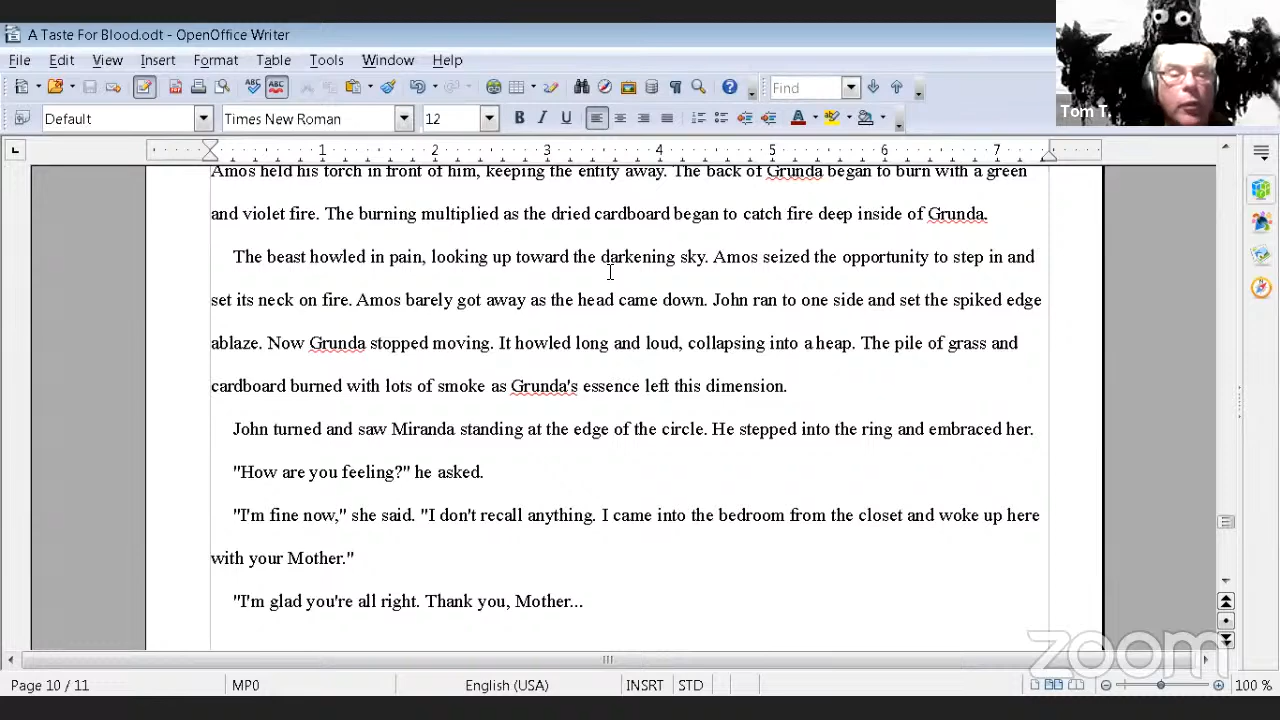 A Taste For Blood.odt - OpenOffice Writer
File Edit View Insert Format Table Tools Window Help
Find
Default Times New Roman 12
Tom T.
1 2 3 4 5 6 7
Amos held his torch in front of him, keeping the entity away. The back of Grunda began to burn with a green
and violet fire. The burning multiplied as the dried cardboard began to catch fire deep inside of Grunda.
The beast howled in pain, looking up toward the darkening sky. Amos seized the opportunity to step in and
set its neck on fire. Amos barely got away as the head came down. John ran to one side and set the spiked edge
ablaze. Now Grunda stopped moving. It howled long and loud, collapsing into a heap. The pile of grass and
cardboard burned with lots of smoke as Grunda's essence left this dimension.
John turned and saw Miranda standing at the edge of the circle. He stepped into the ring and embraced her.
"How are you feeling?" he asked.
"I'm fine now," she said. "I don't recall anything. I came into the bedroom from the closet and woke up here
with your Mother."
"I'm glad you're all right. Thank you, Mother...
zoom
Page 10 / 11 MP0 English (USA) INSRT STD 100 %